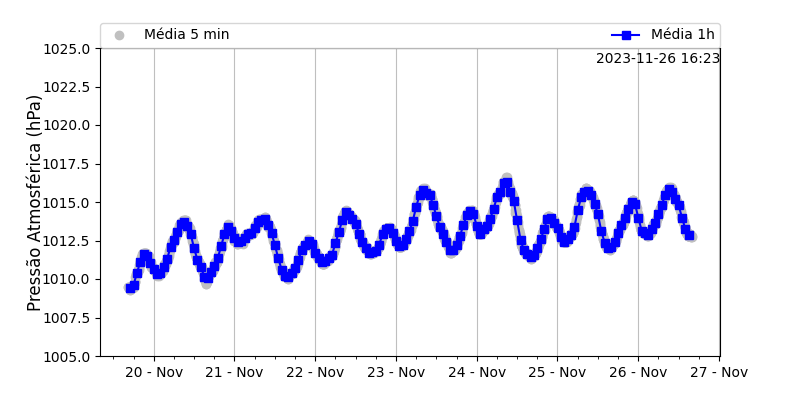 Média 5 min
Média 1h
2023-11-26 16:23
Pressão Atmosférica (hPa)
1025.0
1022.5
1020.0
1017.5
1015.0
1012.5
1010.0
1007.5
1005.0
20 - Nov
21 - Nov
22 - Nov
23 - Nov
24 - Nov
25 - Nov
26 - Nov
27 - Nov